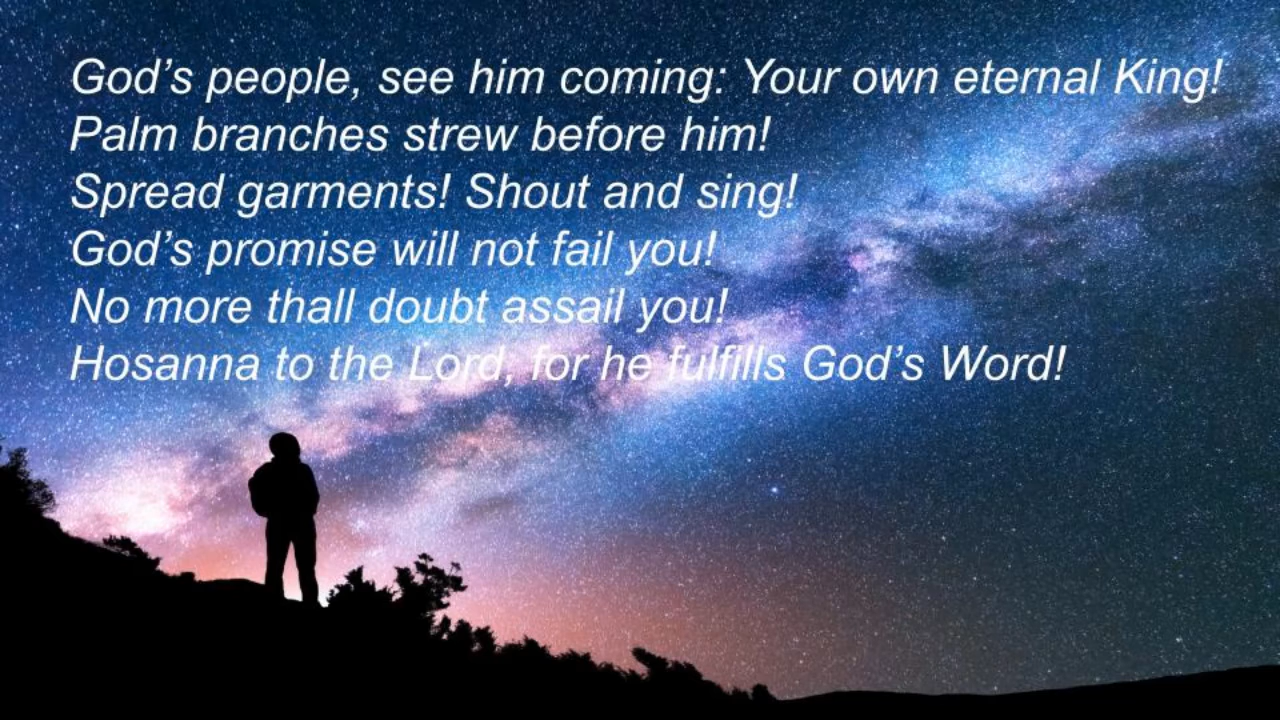 God’s people, see him coming: Your own eternal King!
Palm branches strew before him!
Spread garments! Shout and sing!
God’s promise will not fail you!
No more thall doubt assail you!
Hosanna to the Lord, for he fulfills God’s Word!